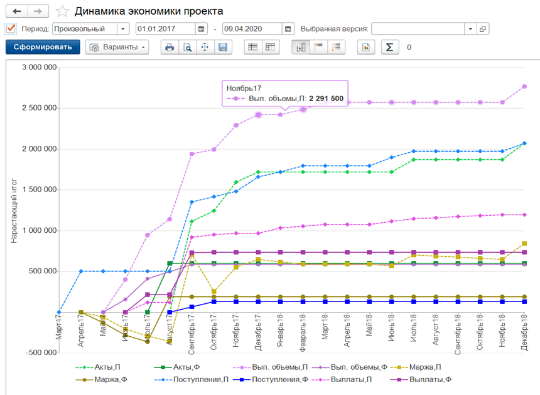 Динамика экономики проекта
Период: Произвольный 01.01.2017 - 09.04.2020 Выбранная версия:
Сформировать Варианты Σ 0
3 000 000
2 500 000
2 000 000
1 500 000
1 000 000
500 000
-500 000
Нарастающий итог
Ноябрь17
Вып. объемы,П: 2 291 500
Март17
Апрель17
Май17
Июнь17
Июль17
Август17
Сентябрь17
Октябрь17
Ноябрь17
Декабрь17
Январь18
Февраль18
Март18
Апрель18
Май18
Июнь18
Июль18
Август18
Сентябрь18
Октябрь18
Ноябрь18
Декабрь18
Акты,П Акты,Ф Вып. объемы,П Вып. объемы,Ф Маржа,П
Маржа,Ф Поступления,П Поступления,Ф Выплаты,П Выплаты,Ф